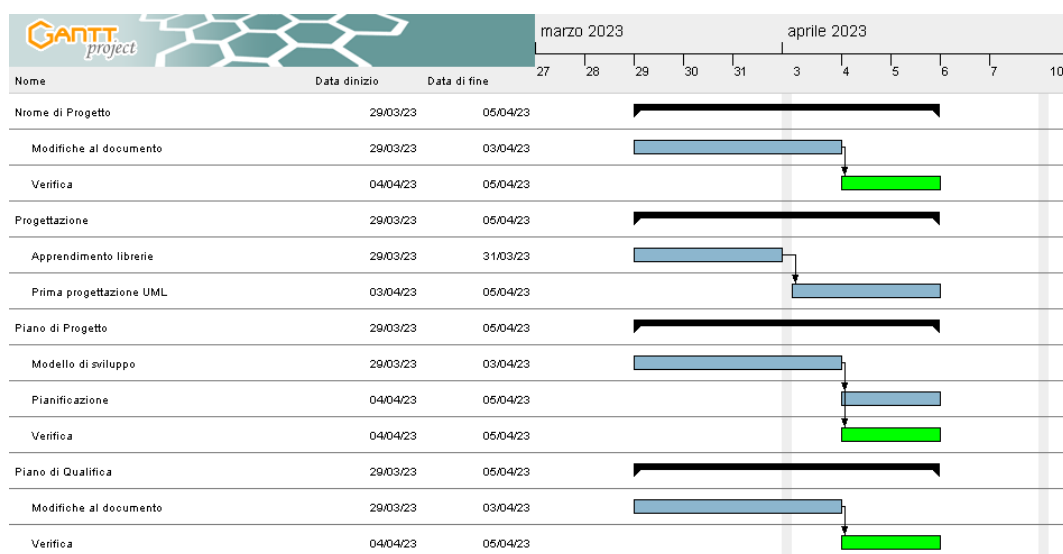 GANTT
project
marzo 2023 aprile 2023
27 28 29 30 31 3 4 5 6 7 10
Nome Data dinizio Data di fine
Nrome di Progetto 29/03/23 05/04/23
Modifiche al documento 29/03/23 03/04/23
Verifica 04/04/23 05/04/23
Progettazione 29/03/23 05/04/23
Apprendimento librerie 29/03/23 31/03/23
Prima progettazione UML 03/04/23 05/04/23
Piano di Progetto 29/03/23 05/04/23
Modello di sviluppo 29/03/23 03/04/23
Pianificazione 04/04/23 05/04/23
Verifica 04/04/23 05/04/23
Piano di Qualifica 29/03/23 05/04/23
Modifiche al documento 29/03/23 03/04/23
Verifica 04/04/23 05/04/23